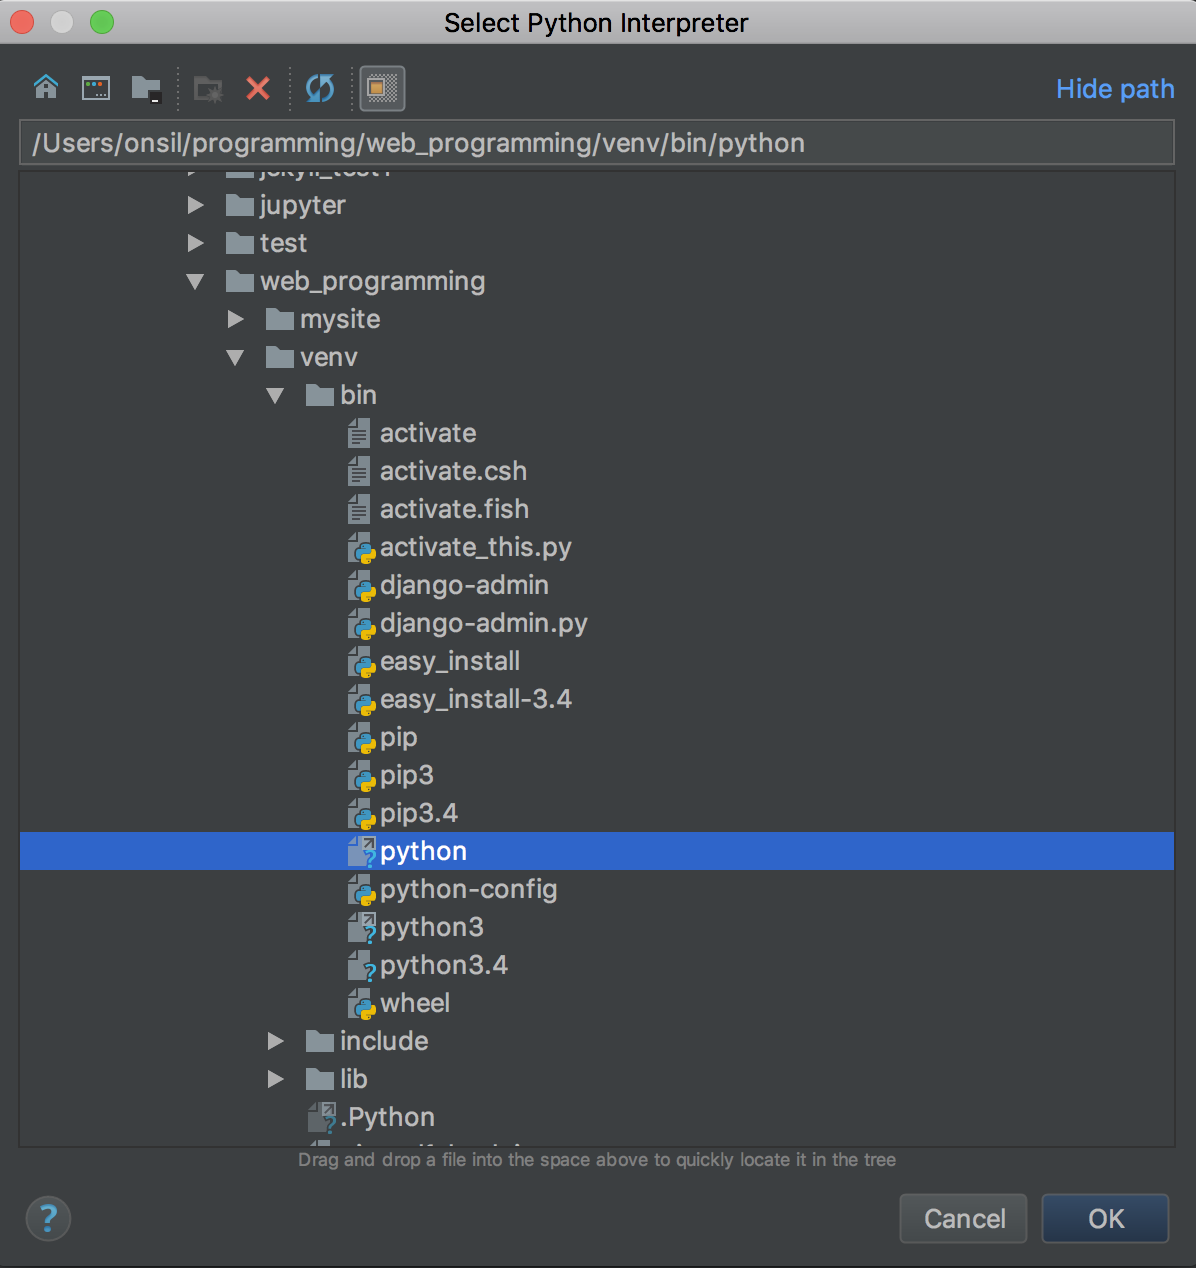 Select Python Interpreter
Hide path
/Users/onsil/programming/web_programming/venv/bin/python
jupyter
test
web_programming
mysite
venv
bin
activate
activate.csh
activate.fish
activate_this.py
django-admin
django-admin.py
easy_install
easy_install-3.4
pip
pip3
pip3.4
python
python-config
python3
python3.4
wheel
include
lib
.Python
Drag and drop a file into the space above to quickly locate it in the tree
?
Cancel
OK